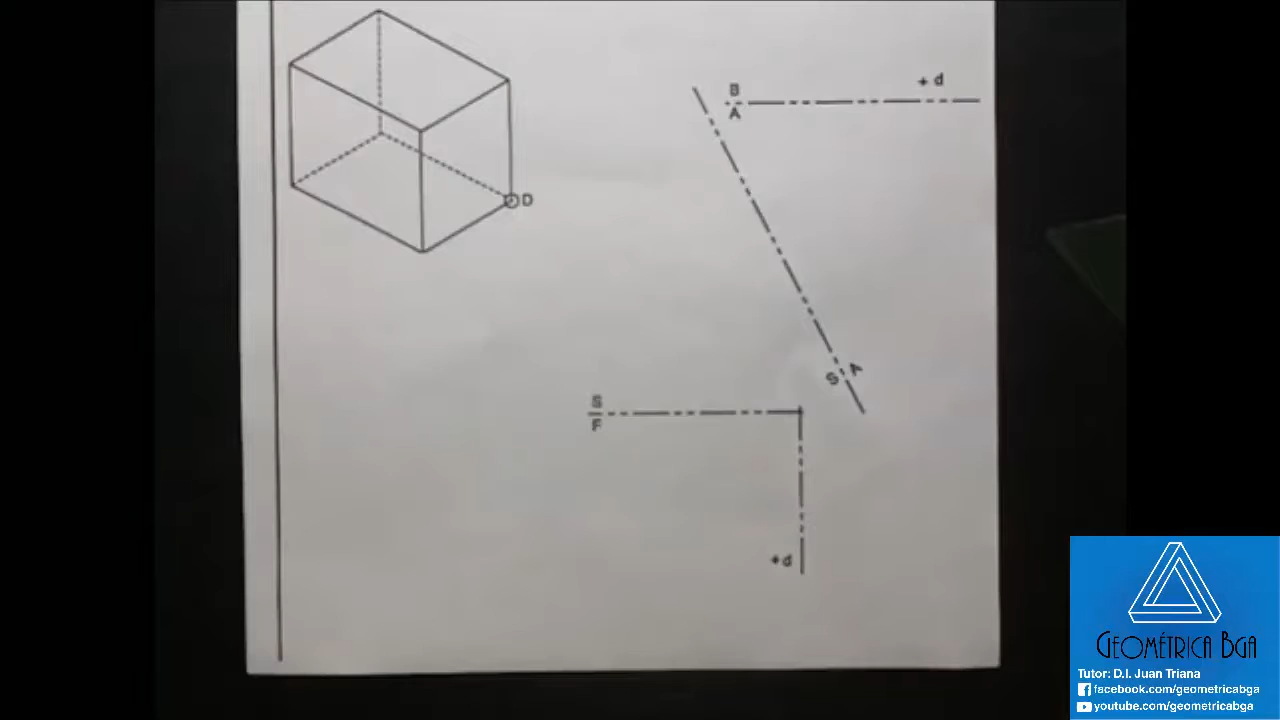 D
B
A
+ d
S
A
S
F
+d
GEOMÉTRICA BGA
Tutor: D.I. Juan Triana
facebook.com/geometricabga
youtube.com/geometricabga